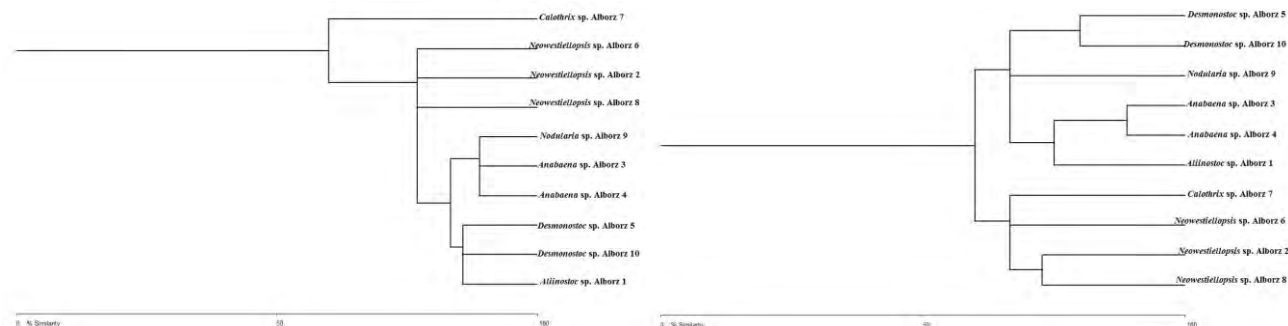 Calothrix sp. Alborz 7
Neowestiellopsis sp. Alborz 6
Neowestiellopsis sp. Alborz 2
Neowestiellopsis sp. Alborz 8
Nodularia sp. Alborz 9
Anabaena sp. Alborz 3
Anabaena sp. Alborz 4
Desmonostoc sp. Alborz 5
Desmonostoc sp. Alborz 10
Aliinostoc sp. Alborz 1
0 % Similarity 50 100
Desmonostoc sp. Alborz 5
Desmonostoc sp. Alborz 10
Nodularia sp. Alborz 9
Anabaena sp. Alborz 3
Anabaena sp. Alborz 4
Aliinostoc sp. Alborz 1
Calothrix sp. Alborz 7
Neowestiellopsis sp. Alborz 6
Neowestiellopsis sp. Alborz 2
Neowestiellopsis sp. Alborz 8
0 % Similarity 50 100